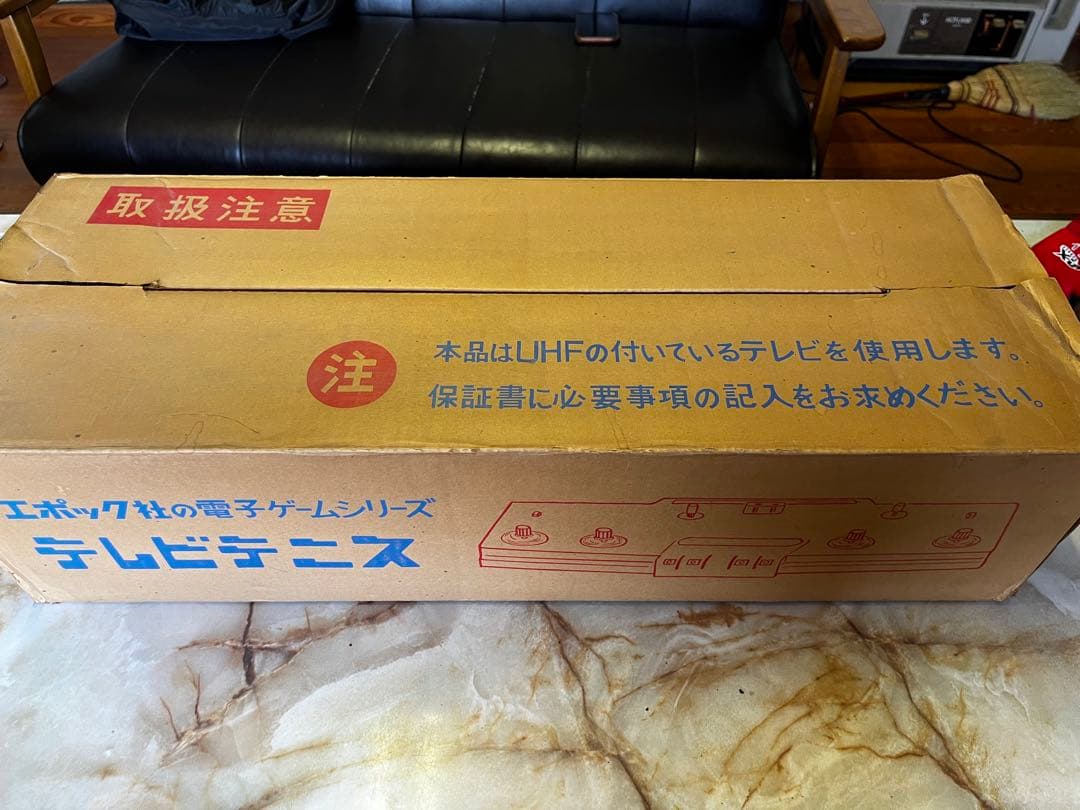 取扱注意
注
本品はUHFの付いているテレビを使用します。
保証書に必要事項の記入をお求めください。
エポック社の電子ゲームシリーズ
テレビテニス